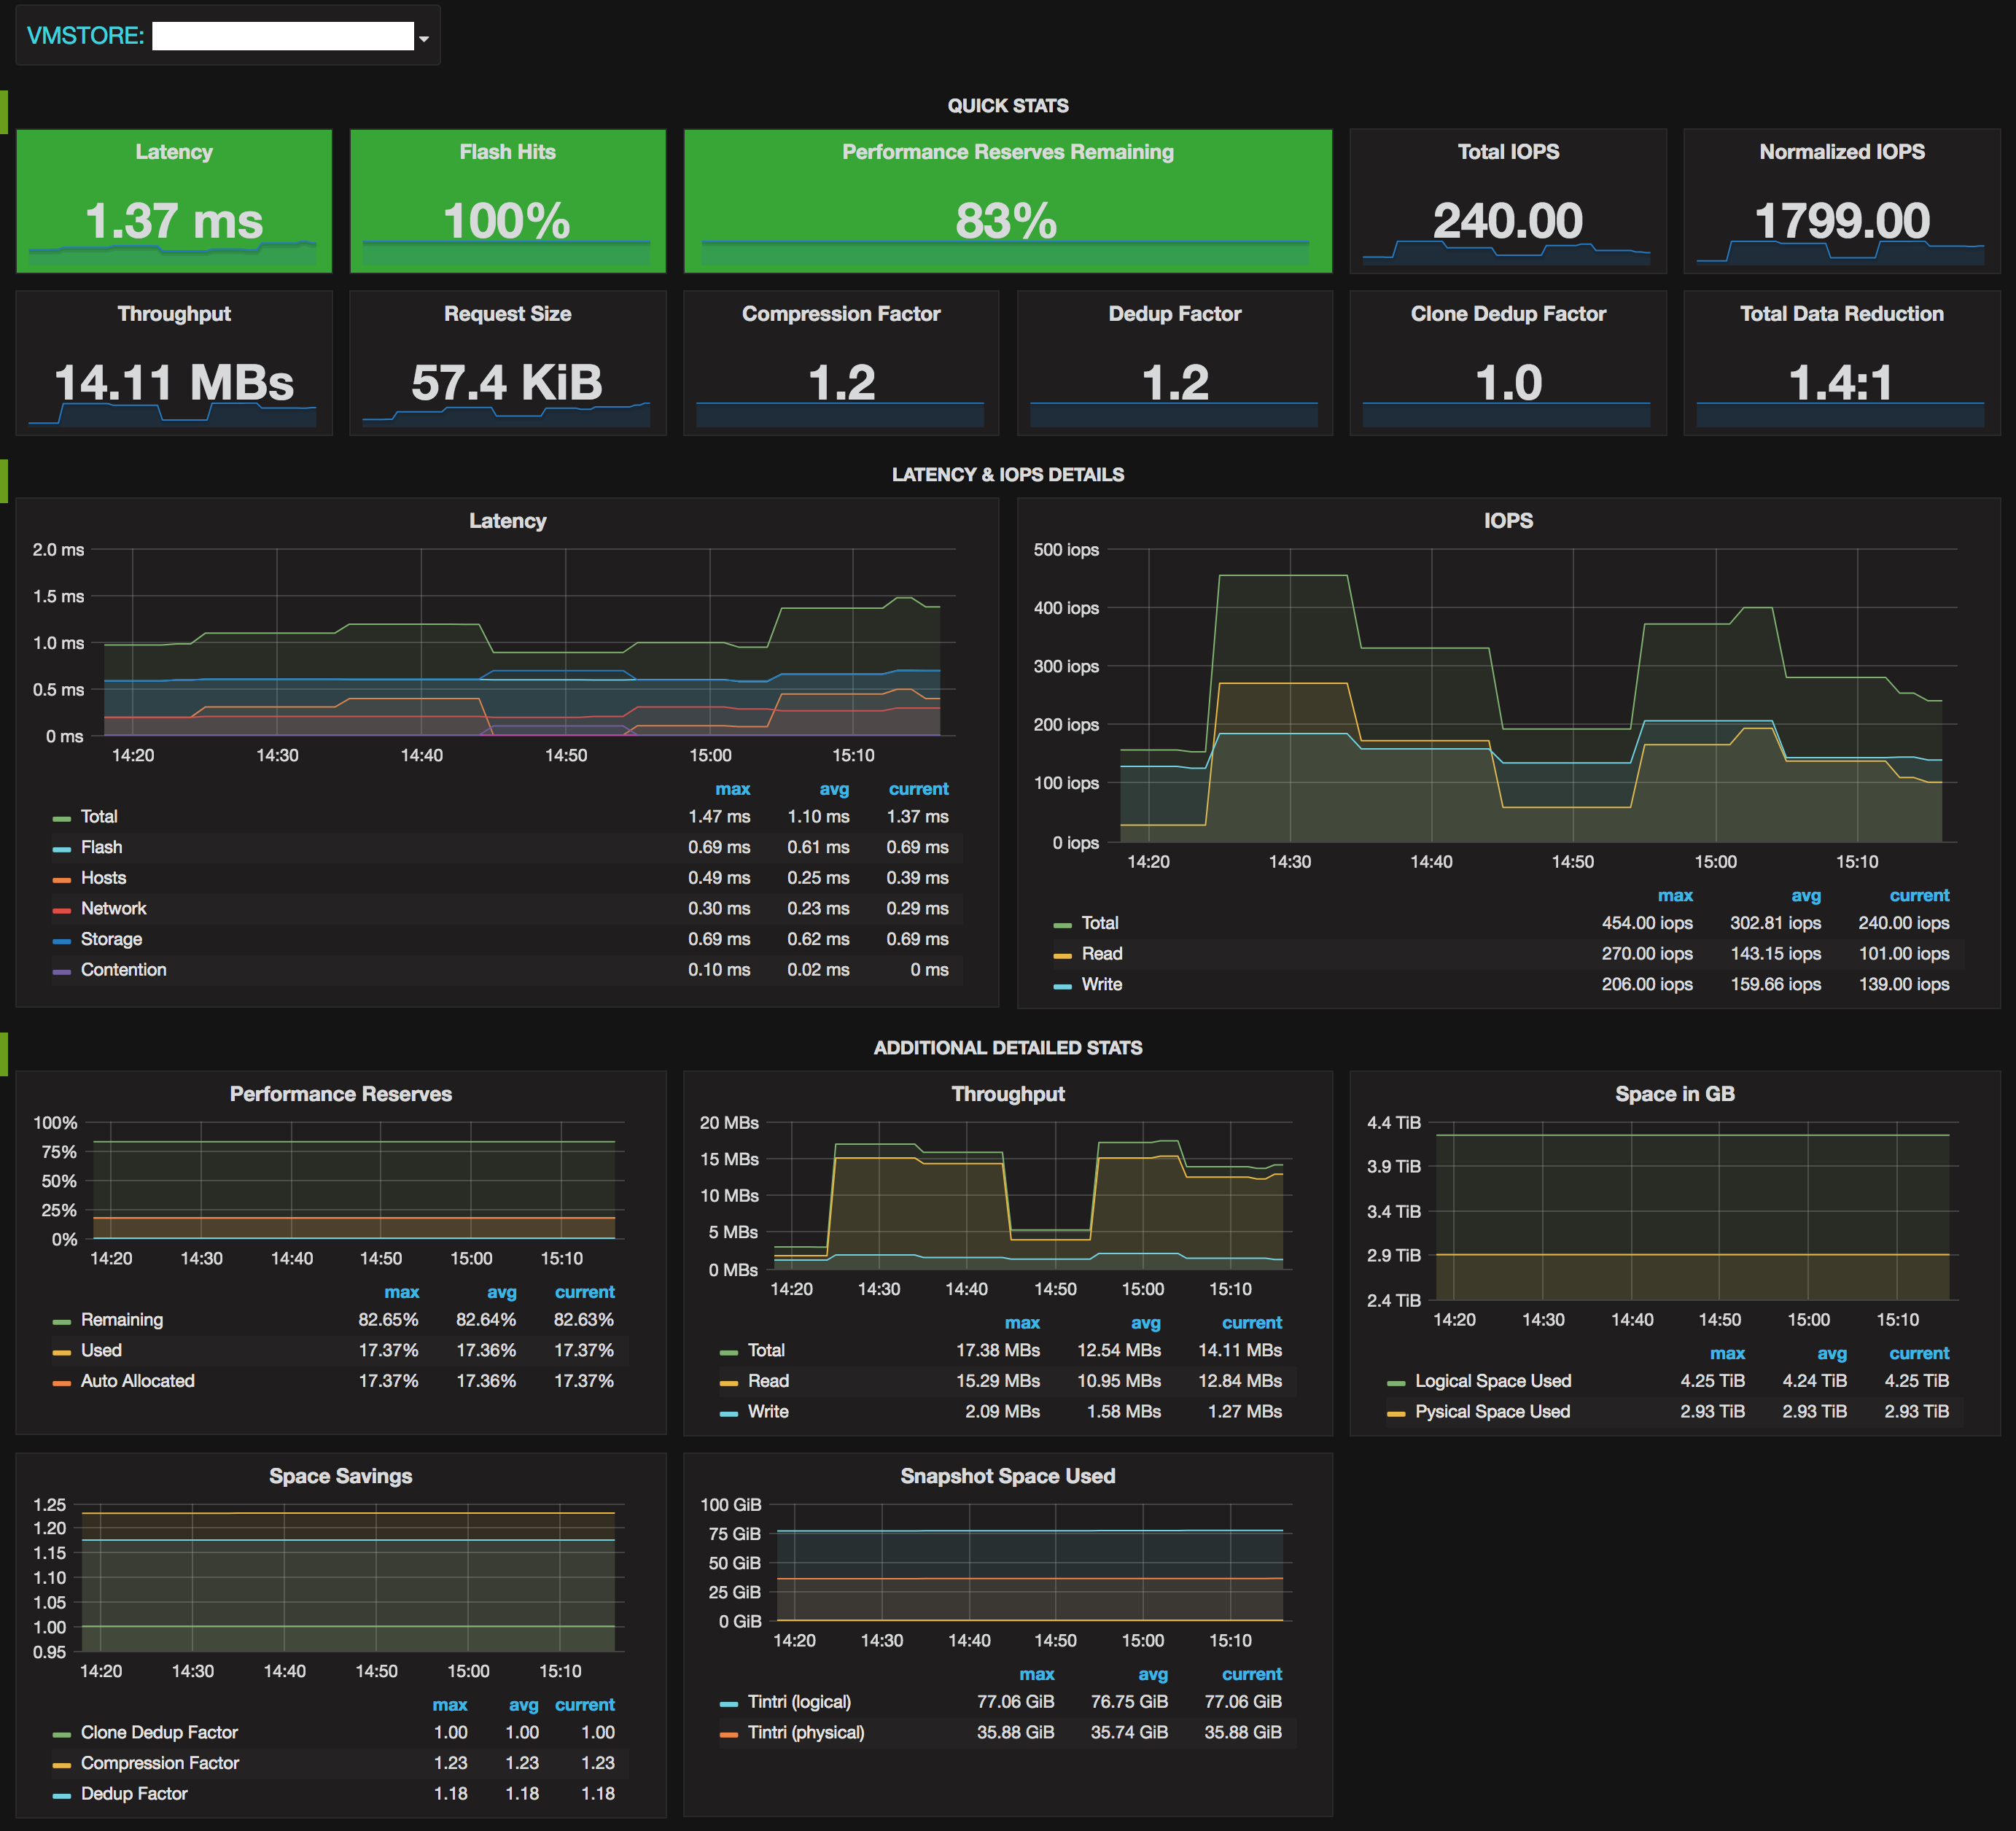 VMSTORE:
QUICK STATS
Latency
1.37 ms
Flash Hits
100%
Performance Reserves Remaining
83%
Total IOPS
240.00
Normalized IOPS
1799.00
Throughput
14.11 MBs
Request Size
57.4 KiB
Compression Factor
1.2
Dedup Factor
1.2
Clone Dedup Factor
1.0
Total Data Reduction
1.4:1
LATENCY & IOPS DETAILS
Latency
2.0 ms
1.5 ms
1.0 ms
0.5 ms
0 ms
14:20 14:30 14:40 14:50 15:00 15:10
max avg current
Total 1.47 ms 1.10 ms 1.37 ms
Flash 0.69 ms 0.61 ms 0.69 ms
Hosts 0.49 ms 0.25 ms 0.39 ms
Network 0.30 ms 0.23 ms 0.29 ms
Storage 0.69 ms 0.62 ms 0.69 ms
Contention 0.10 ms 0.02 ms 0 ms
IOPS
500 iops
400 iops
300 iops
200 iops
100 iops
0 iops
14:20 14:30 14:40 14:50 15:00 15:10
max avg current
Total 454.00 iops 302.81 iops 240.00 iops
Read 270.00 iops 143.15 iops 101.00 iops
Write 206.00 iops 159.66 iops 139.00 iops
ADDITIONAL DETAILED STATS
Performance Reserves
100%
75%
50%
25%
0%
14:20 14:30 14:40 14:50 15:00 15:10
max avg current
Remaining 82.65% 82.64% 82.63%
Used 17.37% 17.36% 17.37%
Auto Allocated 17.37% 17.36% 17.37%
Throughput
20 MBs
15 MBs
10 MBs
5 MBs
0 MBs
14:20 14:30 14:40 14:50 15:00 15:10
max avg current
Total 17.38 MBs 12.54 MBs 14.11 MBs
Read 15.29 MBs 10.95 MBs 12.84 MBs
Write 2.09 MBs 1.58 MBs 1.27 MBs
Space in GB
4.4 TiB
3.9 TiB
3.4 TiB
2.9 TiB
2.4 TiB
14:20 14:30 14:40 14:50 15:00 15:10
max avg current
Logical Space Used 4.25 TiB 4.24 TiB 4.25 TiB
Pysical Space Used 2.93 TiB 2.93 TiB 2.93 TiB
Space Savings
1.25
1.20
1.15
1.10
1.05
1.00
0.95
14:20 14:30 14:40 14:50 15:00 15:10
max avg current
Clone Dedup Factor 1.00 1.00 1.00
Compression Factor 1.23 1.23 1.23
Dedup Factor 1.18 1.18 1.18
Snapshot Space Used
100 GiB
75 GiB
50 GiB
25 GiB
0 GiB
14:20 14:30 14:40 14:50 15:00 15:10
max avg current
Tintri (logical) 77.06 GiB 76.75 GiB 77.06 GiB
Tintri (physical) 35.88 GiB 35.74 GiB 35.88 GiB